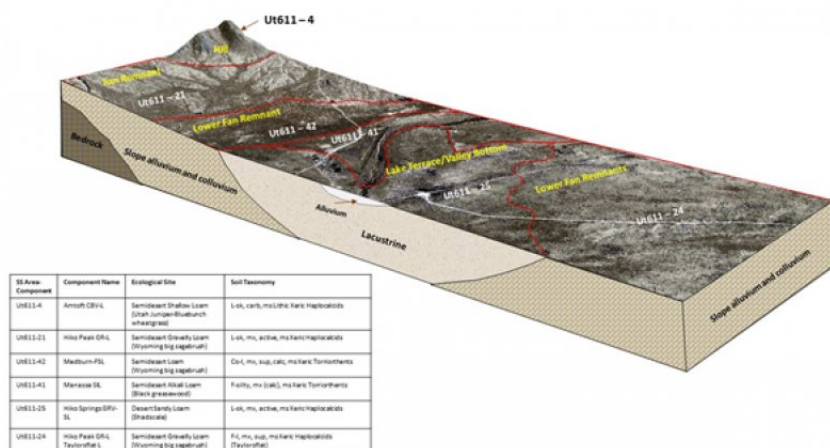 Ut611 – 4
Hill
Fan Remnant
Ut611 – 21
Lower Fan Remnant
Ut611 – 42
Ut611 – 41
Lake Terrace/Valley Bottom
Ut611 – 25
Lower Fan Remnants
Ut611 – 24
Bedrock
Slope alluvium and colluvium
Alluvium
Lacustrine
Slope alluvium and colluvium
SS Area- Component Component Name Ecological Site Soil Taxonomy
Ut611-4 Amtoft CBV-L Semidesert Shallow Loam (Utah Juniper-Bluebunch wheatgrass) L-sk, carb, ms Lithic Xeric Haplocalcids
Ut611-21 Hiko Peak GR-L Semidesert Gravelly Loam (Wyoming big sagebrush) L-sk, mx, active, ms Xeric Haplocalcids
Ut611-42 Medburn-FSL Semidesert Loam (Wyoming big sagebrush) Co-l, mx, sup, calc, ms Xeric Torriorthents
Ut611-41 Manassa SIL Semidesert Alkali Loam (Black greasewood) F-silty, mx (calc), ms Xeric Torriorthents
Ut611-25 Hiko Springs GRV-SL Desert Sandy Loam (Shadscale) L-sk, mx, active, ms Xeric Haplocalcids
Ut611-24 Hiko Peak GR-L Taylorsflat L Semidesert Gravelly Loam (Wyoming big sagebrush) F-l, mx, sup, ms Xeric Haplocalcids (Taylorsflat)